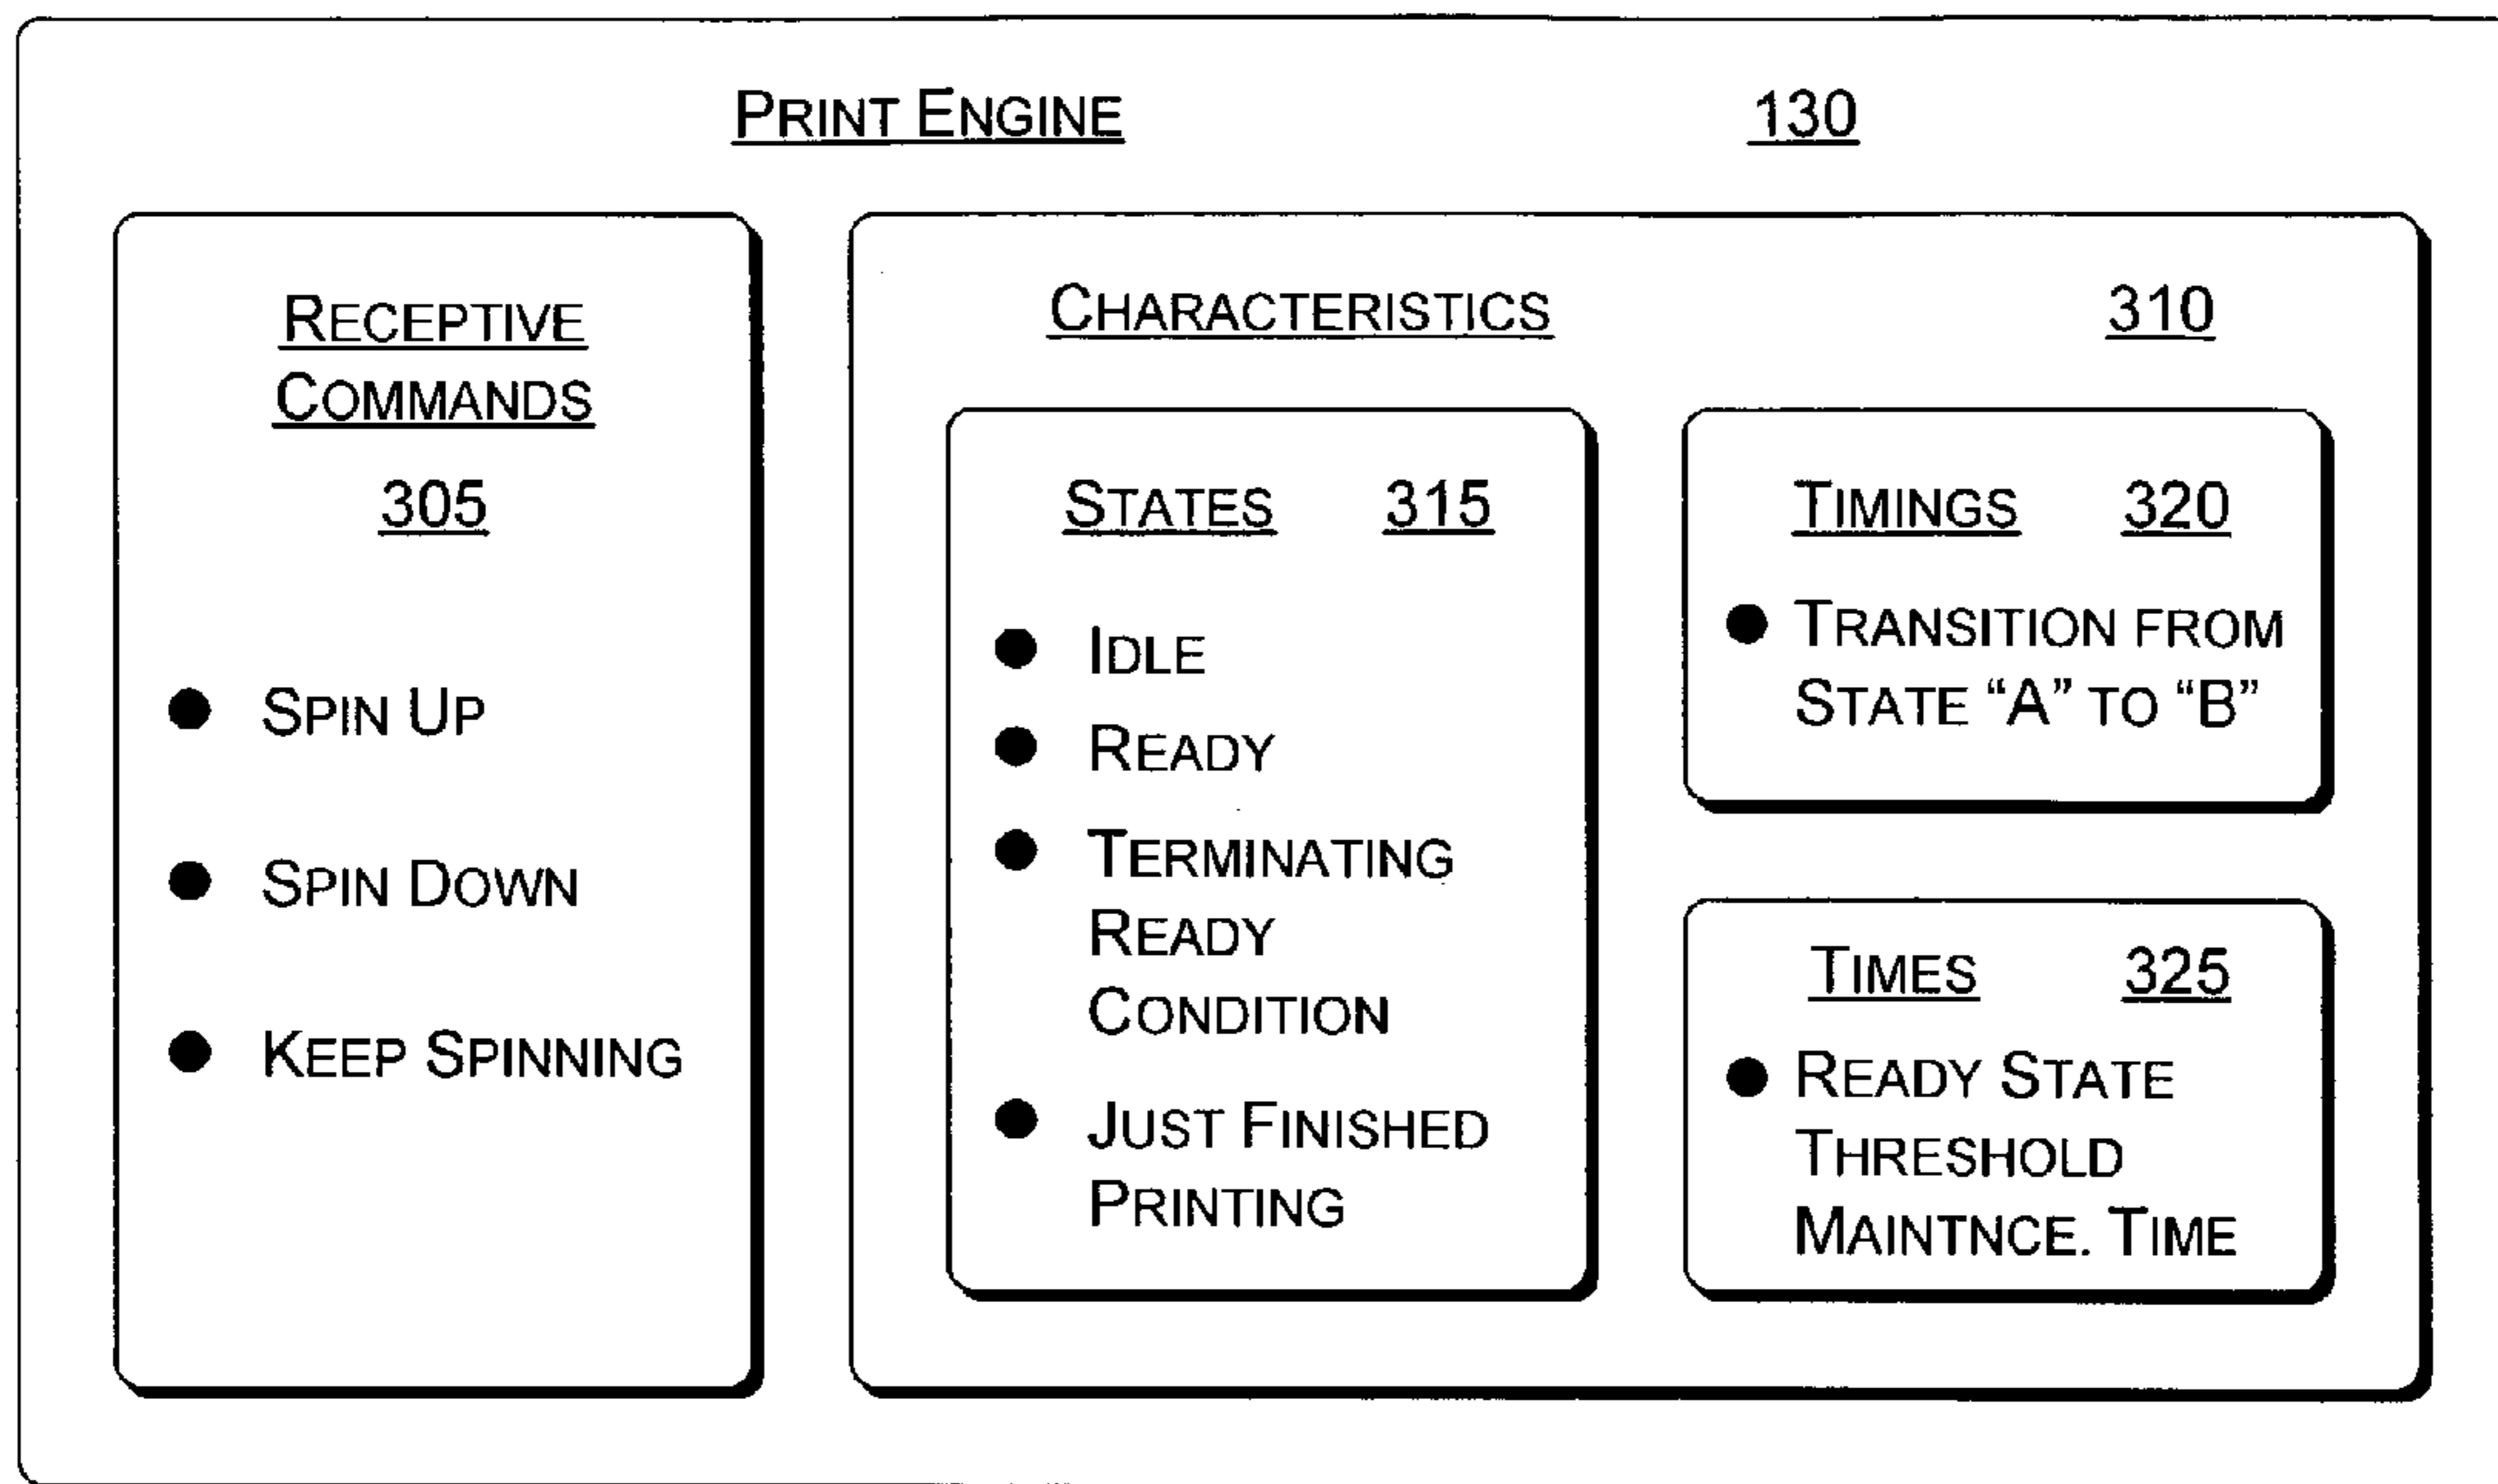 PRINT ENGINE 130
RECEPTIVE
COMMANDS
305
● SPIN UP
● SPIN DOWN
● KEEP SPINNING
CHARACTERISTICS 310
STATES 315
● IDLE
● READY
● TERMINATING
READY
CONDITION
● JUST FINISHED
PRINTING
TIMINGS 320
● TRANSITION FROM
STATE “A” TO “B”
TIMES 325
● READY STATE
THRESHOLD
MAINTNCE. TIME